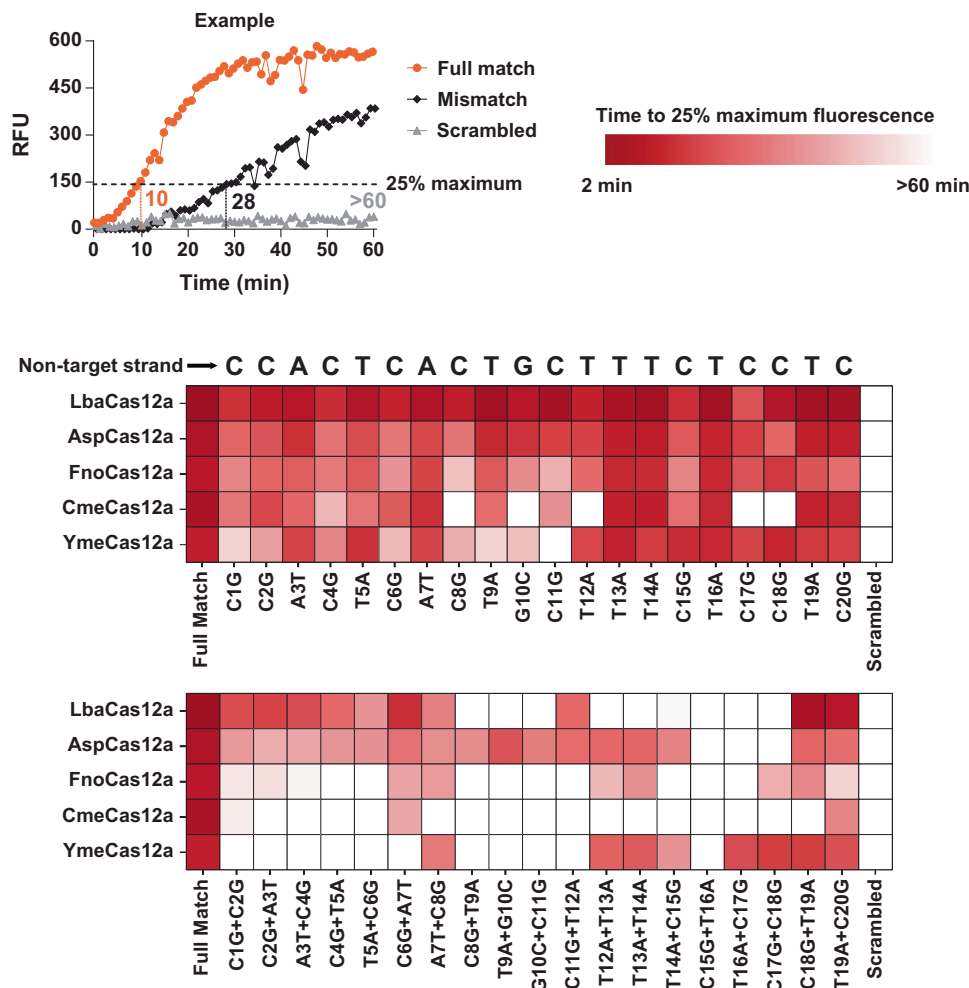 Example
RFU
600
450
300
150
0
10
28
>60
25% maximum
0 10 20 30 40 50 60
Time (min)
Full match
Mismatch
Scrambled
Time to 25% maximum fluorescence
2 min >60 min
Non-target strand C C A C T C A C T G C T T T C T C C T C
LbaCas12a
AspCas12a
FnoCas12a
CmeCas12a
YmeCas12a
Full Match
C1G
C2G
A3T
C4G
T5A
C6G
A7T
C8G
T9A
G10C
C11G
T12A
T13A
T14A
C15G
T16A
C17G
C18G
T19A
C20G
Scrambled
LbaCas12a
AspCas12a
FnoCas12a
CmeCas12a
YmeCas12a
Full Match
C1G+C2G
C2G+A3T
A3T+C4G
C4G+T5A
T5A+C6G
C6G+A7T
A7T+C8G
C8G+T9A
T9A+G10C
G10C+C11G
C11G+T12A
T12A+T13A
T13A+T14A
T14A+C15G
C15G+T16A
T16A+C17G
C17G+C18G
C18G+T19A
T19A+C20G
Scrambled